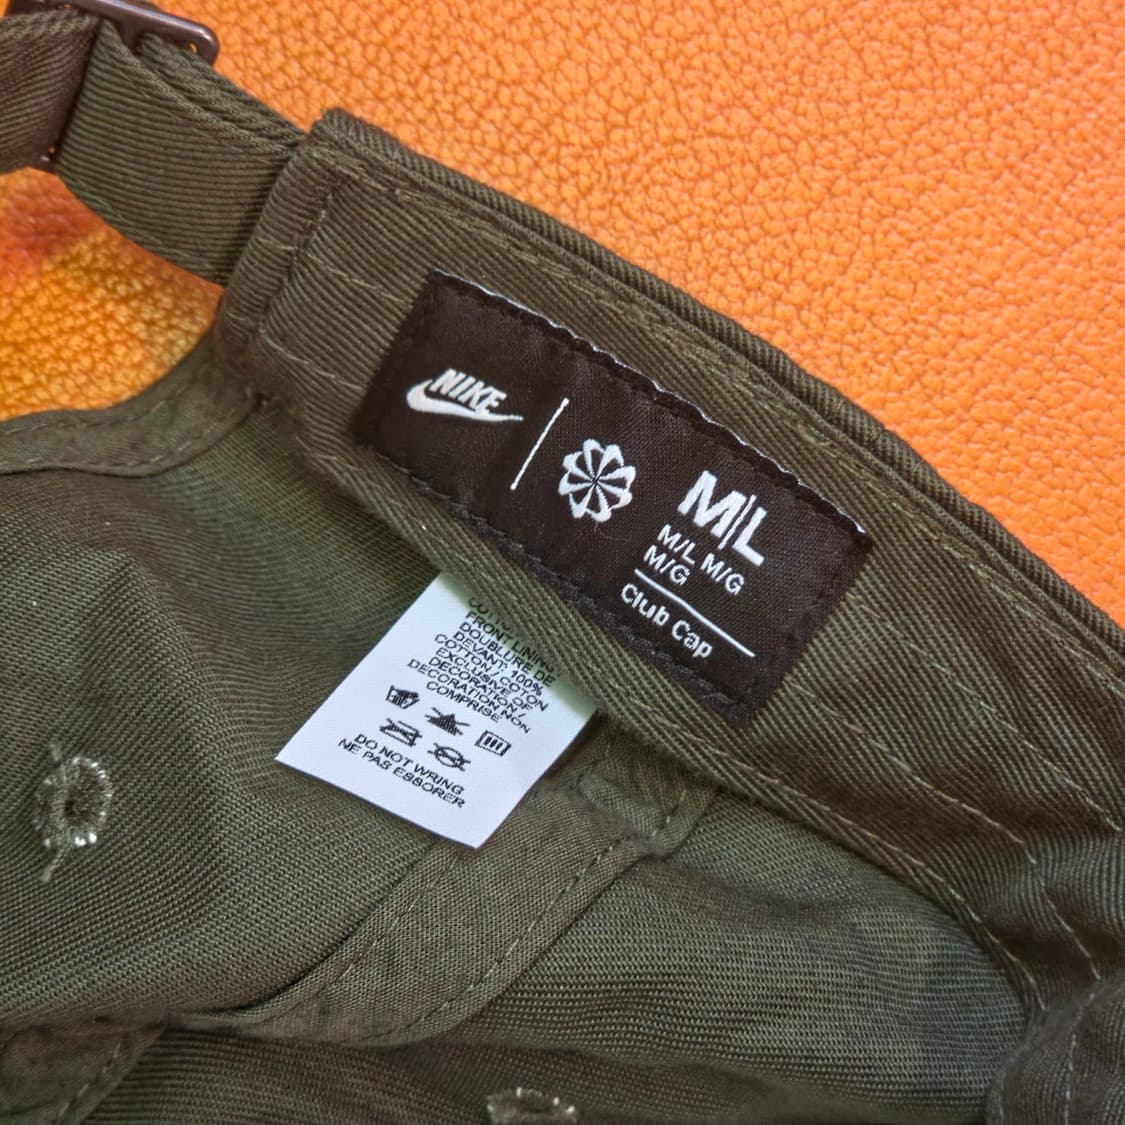 NIKE
M|L
M/L M/G
M/G
Club Cap
FRONT LINING
DOUBLURE DE
DEVANT: 100%
COTTON / COTON
EXCLUSIVE OF
DECORATION /
DECORATION NON
COMPRISE
DO NOT WRING
NE PAS ESSORER